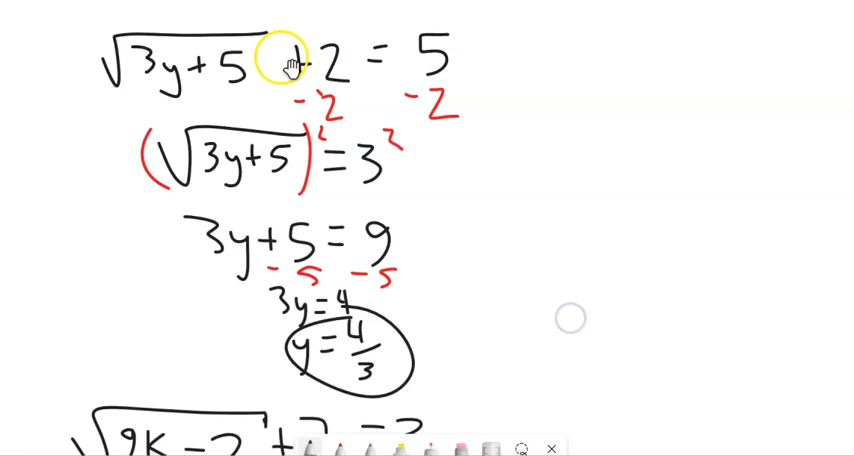 √(3y+5) + 2 = 5
-2 -2
(√(3y+5))² = 3²
3y+5 = 9
-5 -5
3y = 4
y = 4/3